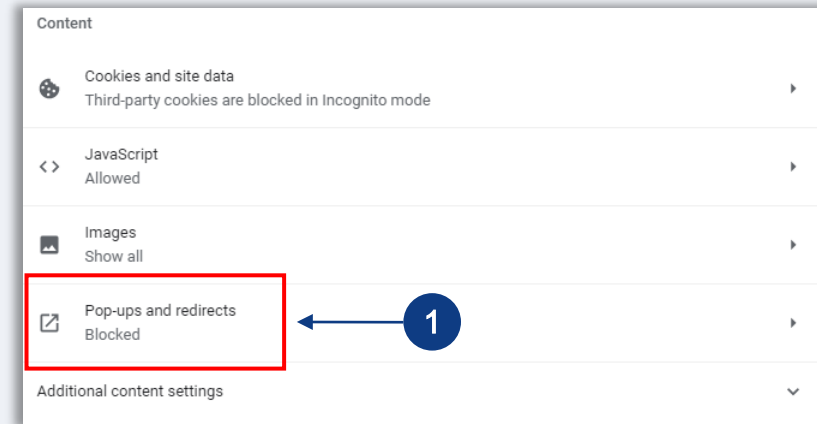 Content
Cookies and site data
Third-party cookies are blocked in Incognito mode
JavaScript
Allowed
Images
Show all
Pop-ups and redirects
Blocked
1
Additional content settings